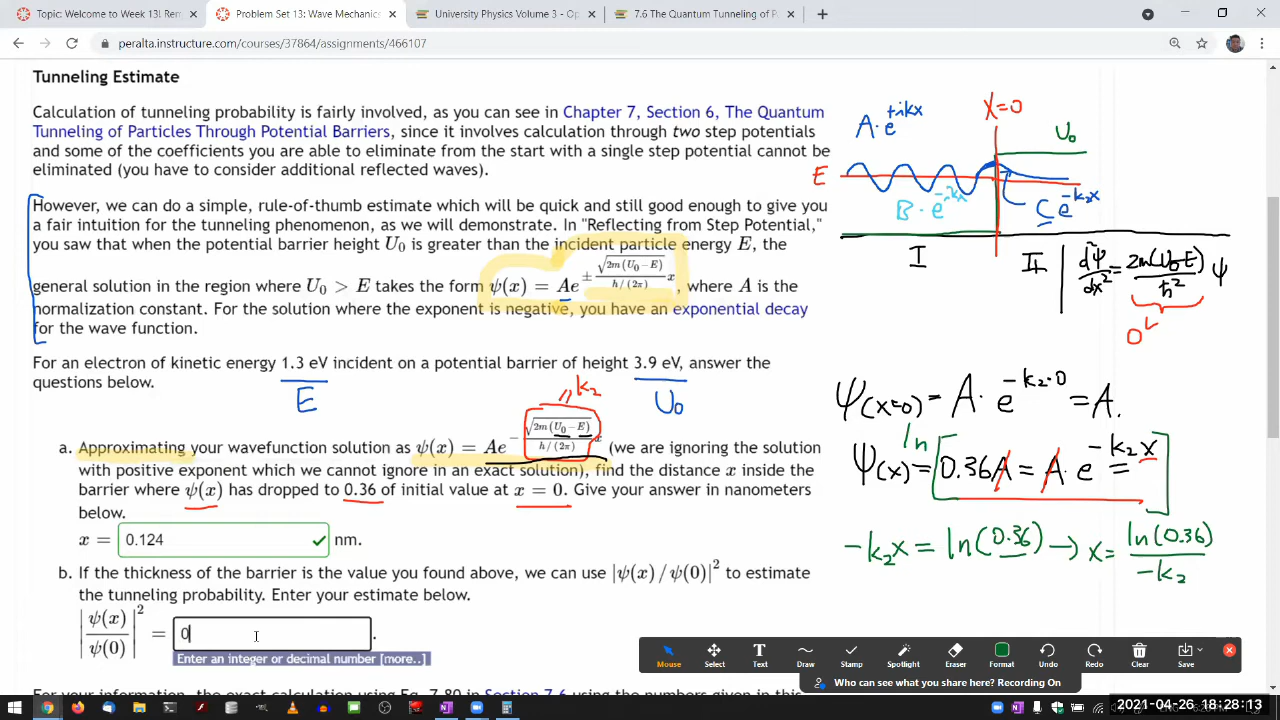 Topic: Welcome to Week 13! Re
Problem Set 13: Wave Mechanics
University Physics Volume 3 - Op
7.6 The Quantum Tunneling of P
peralta.instructure.com/courses/37864/assignments/466107
Tunneling Estimate
Calculation of tunneling probability is fairly involved, as you can see in Chapter 7, Section 6, The Quantum
Tunneling of Particles Through Potential Barriers, since it involves calculation through two step potentials
and some of the coefficients you are able to eliminate from the start with a single step potential cannot be
eliminated (you have to consider additional reflected waves).
However, we can do a simple, rule-of-thumb estimate which will be quick and still good enough to give you
a fair intuition for the tunneling phenomenon, as we will demonstrate. In "Reflecting from Step Potential,"
you saw that when the potential barrier height U₀ is greater than the incident particle energy E, the
general solution in the region where U₀ > E takes the form ψ(x) = Ae^{± √(2m(U₀−E)) / (h/(2π)) x}, where A is the
normalization constant. For the solution where the exponent is negative, you have an exponential decay
for the wave function.
For an electron of kinetic energy 1.3 eV incident on a potential barrier of height 3.9 eV, answer the
questions below.
E
U₀
= k₂
a. Approximating your wavefunction solution as ψ(x) = Ae^{− √(2m(U₀−E)) / (h/(2π)) x} (we are ignoring the solution
with positive exponent which we cannot ignore in an exact solution), find the distance x inside the
barrier where ψ(x) has dropped to 0.36 of initial value at x = 0. Give your answer in nanometers
below.
x = 0.124 nm.
b. If the thickness of the barrier is the value you found above, we can use |ψ(x)/ψ(0)|² to estimate
the tunneling probability. Enter your estimate below.
|ψ(x)/ψ(0)|² = 0 .
Enter an integer or decimal number [more..]
X=0
A·e^{+ikx}
U₀
E
B·e^{-ikx}
Ce^{-k₂x}
I
II
d²ψ/dx² = 2m(U₀-E)/ħ² ψ
ψ(x=0) = A·e^{-k₂·0} = A.
ln
ψ(x) = [0.36A = A·e^{-k₂x} = ]
-k₂x = ln(0.36) → x = ln(0.36)/-k₂
Mouse
Select
Text
Draw
Stamp
Spotlight
Eraser
Format
Undo
Redo
Clear
Save
Who can see what you share here? Recording On
2021-04-26 18:28:13